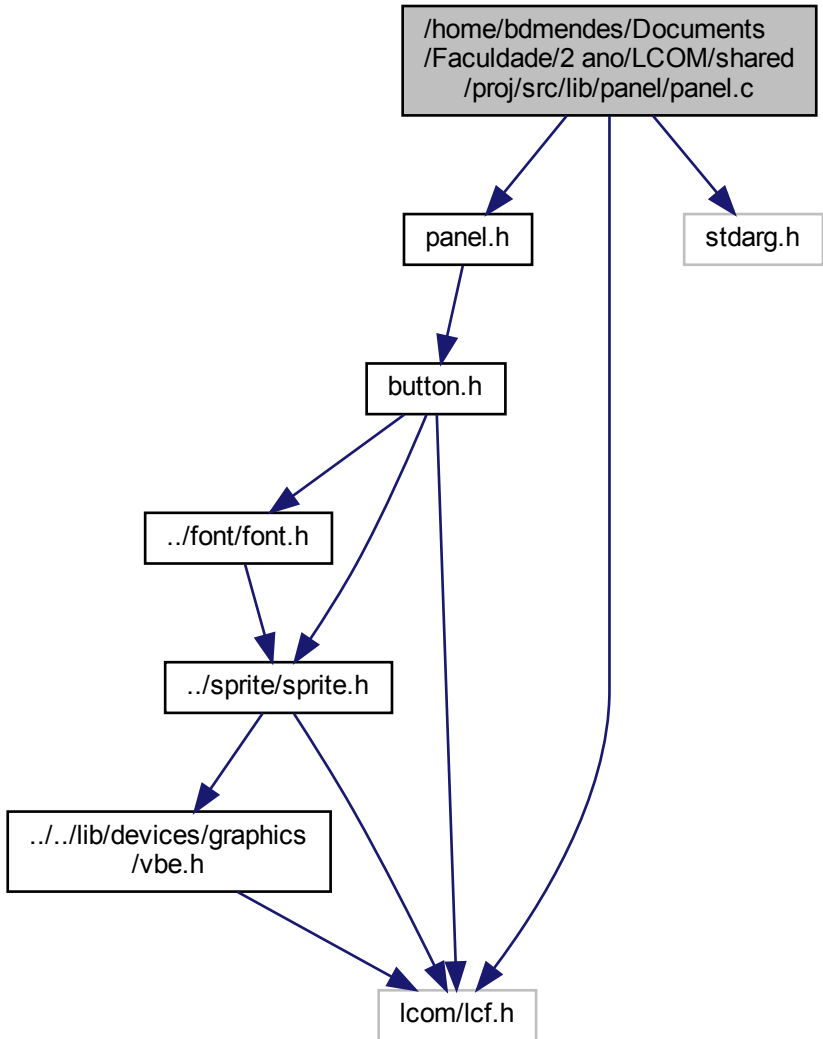 /home/bdmendes/Documents
/Faculdade/2 ano/LCOM/shared
/proj/src/lib/panel/panel.c
panel.h
stdarg.h
button.h
../font/font.h
../sprite/sprite.h
../../lib/devices/graphics
/vbe.h
lcom/lcf.h